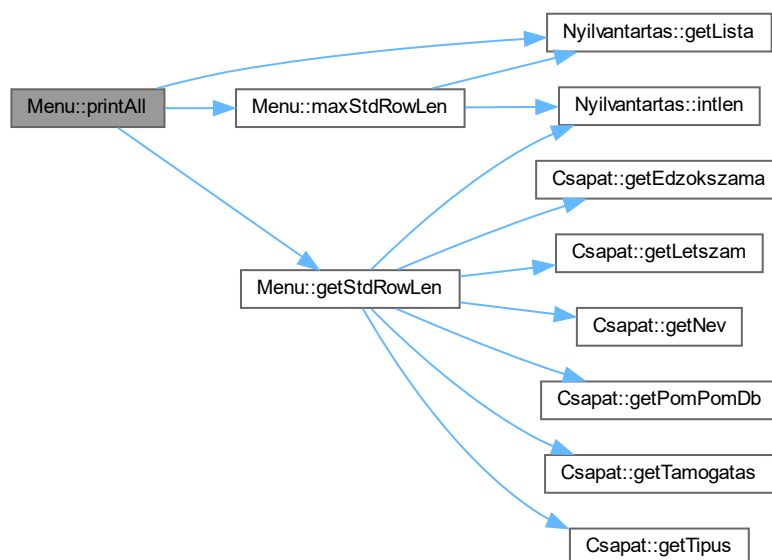 Nyilvantartas::getLista
Menu::printAll
Menu::maxStdRowLen
Nyilvantartas::intlen
Csapat::getEdzokszama
Csapat::getLetszam
Menu::getStdRowLen
Csapat::getNev
Csapat::getPomPomDb
Csapat::getTamogatas
Csapat::getTipus